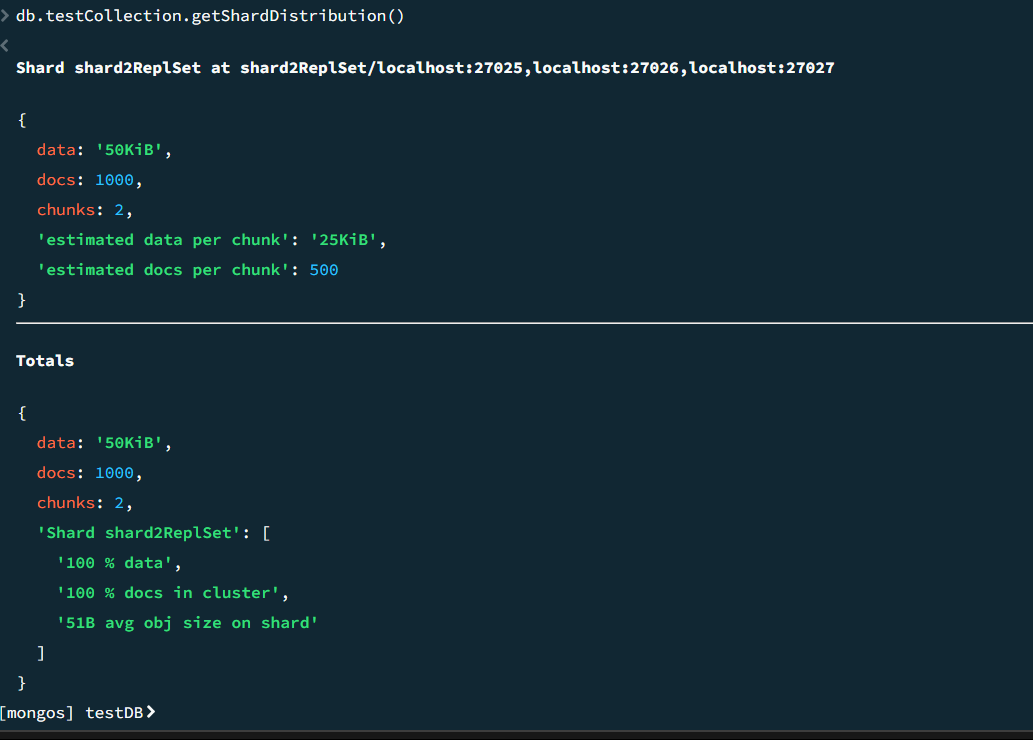 db.testCollection.getShardDistribution()
Shard shard2ReplSet at shard2ReplSet/localhost:27025,localhost:27026,localhost:27027
{
data: '50KiB',
docs: 1000,
chunks: 2,
'estimated data per chunk': '25KiB',
'estimated docs per chunk': 500
}
Totals
{
data: '50KiB',
docs: 1000,
chunks: 2,
'Shard shard2ReplSet': [
'100 % data',
'100 % docs in cluster',
'51B avg obj size on shard'
]
}
[mongos] testDB>